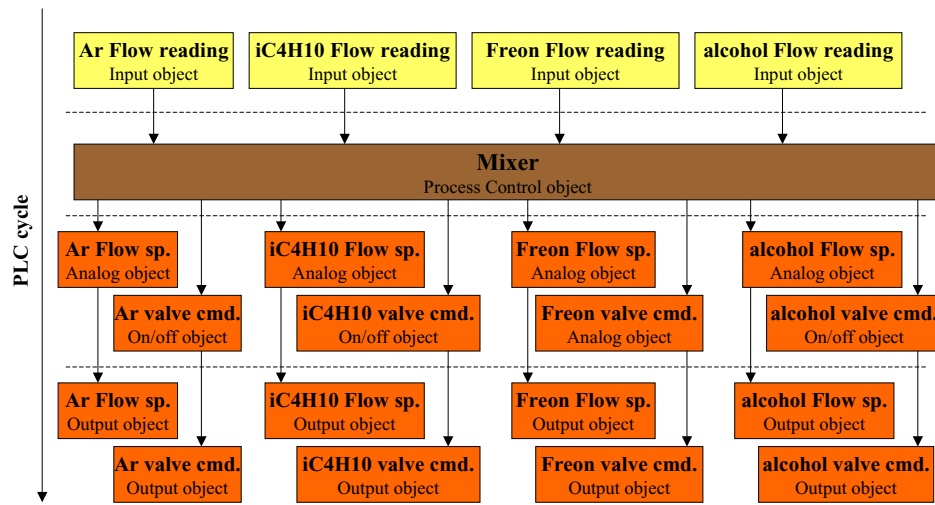 Ar Flow reading
Input object
iC4H10 Flow reading
Input object
Freon Flow reading
Input object
alcohol Flow reading
Input object
Mixer
Process Control object
PLC cycle
Ar Flow sp.
Analog object
iC4H10 Flow sp.
Analog object
Freon Flow sp.
Analog object
alcohol Flow sp.
Analog object
Ar valve cmd.
On/off object
iC4H10 valve cmd.
On/off object
Freon valve cmd.
Analog object
alcohol valve cmd.
On/off object
Ar Flow sp.
Output object
iC4H10 Flow sp.
Output object
Freon Flow sp.
Output object
alcohol Flow sp.
Output object
Ar valve cmd.
Output object
iC4H10 valve cmd.
Output object
Freon valve cmd.
Output object
alcohol valve cmd.
Output object